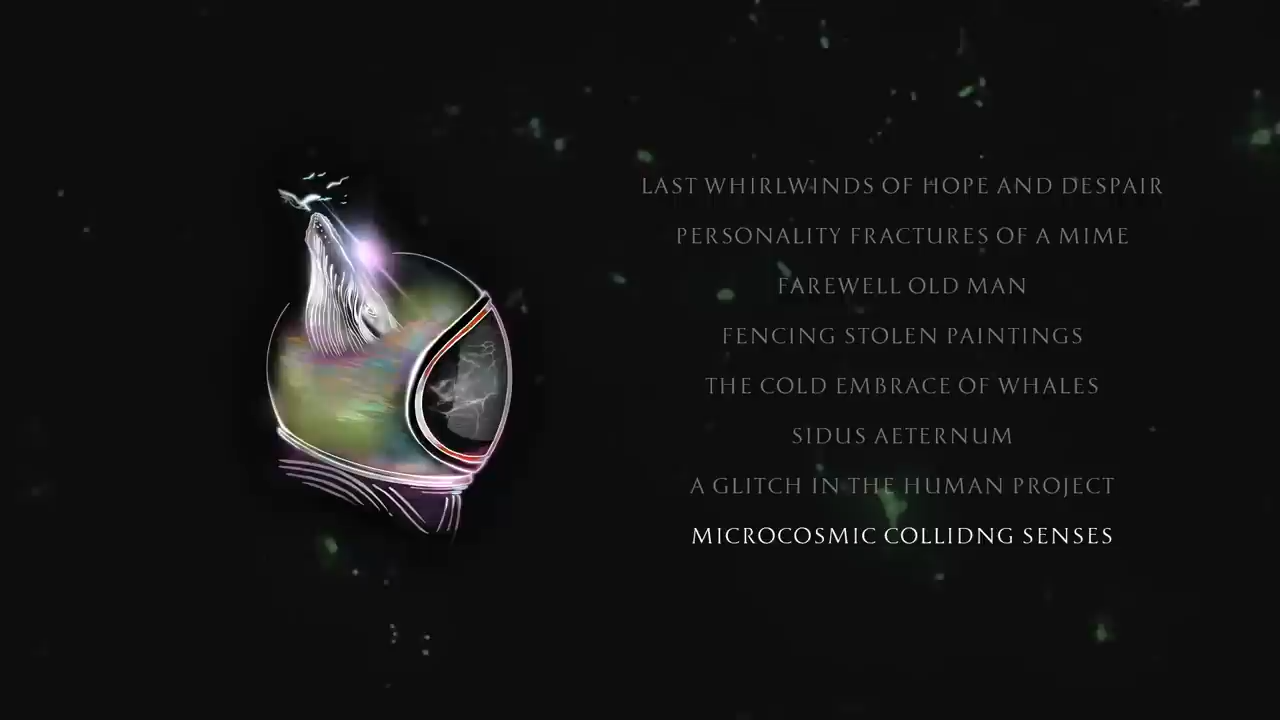 LAST WHIRLWINDS OF HOPE AND DESPAIR
PERSONALITY FRACTURES OF A MIME
FAREWELL OLD MAN
FENCING STOLEN PAINTINGS
THE COLD EMBRACE OF WHALES
SIDUS AETERNUM
A GLITCH IN THE HUMAN PROJECT
MICROCOSMIC COLLIDNG SENSES